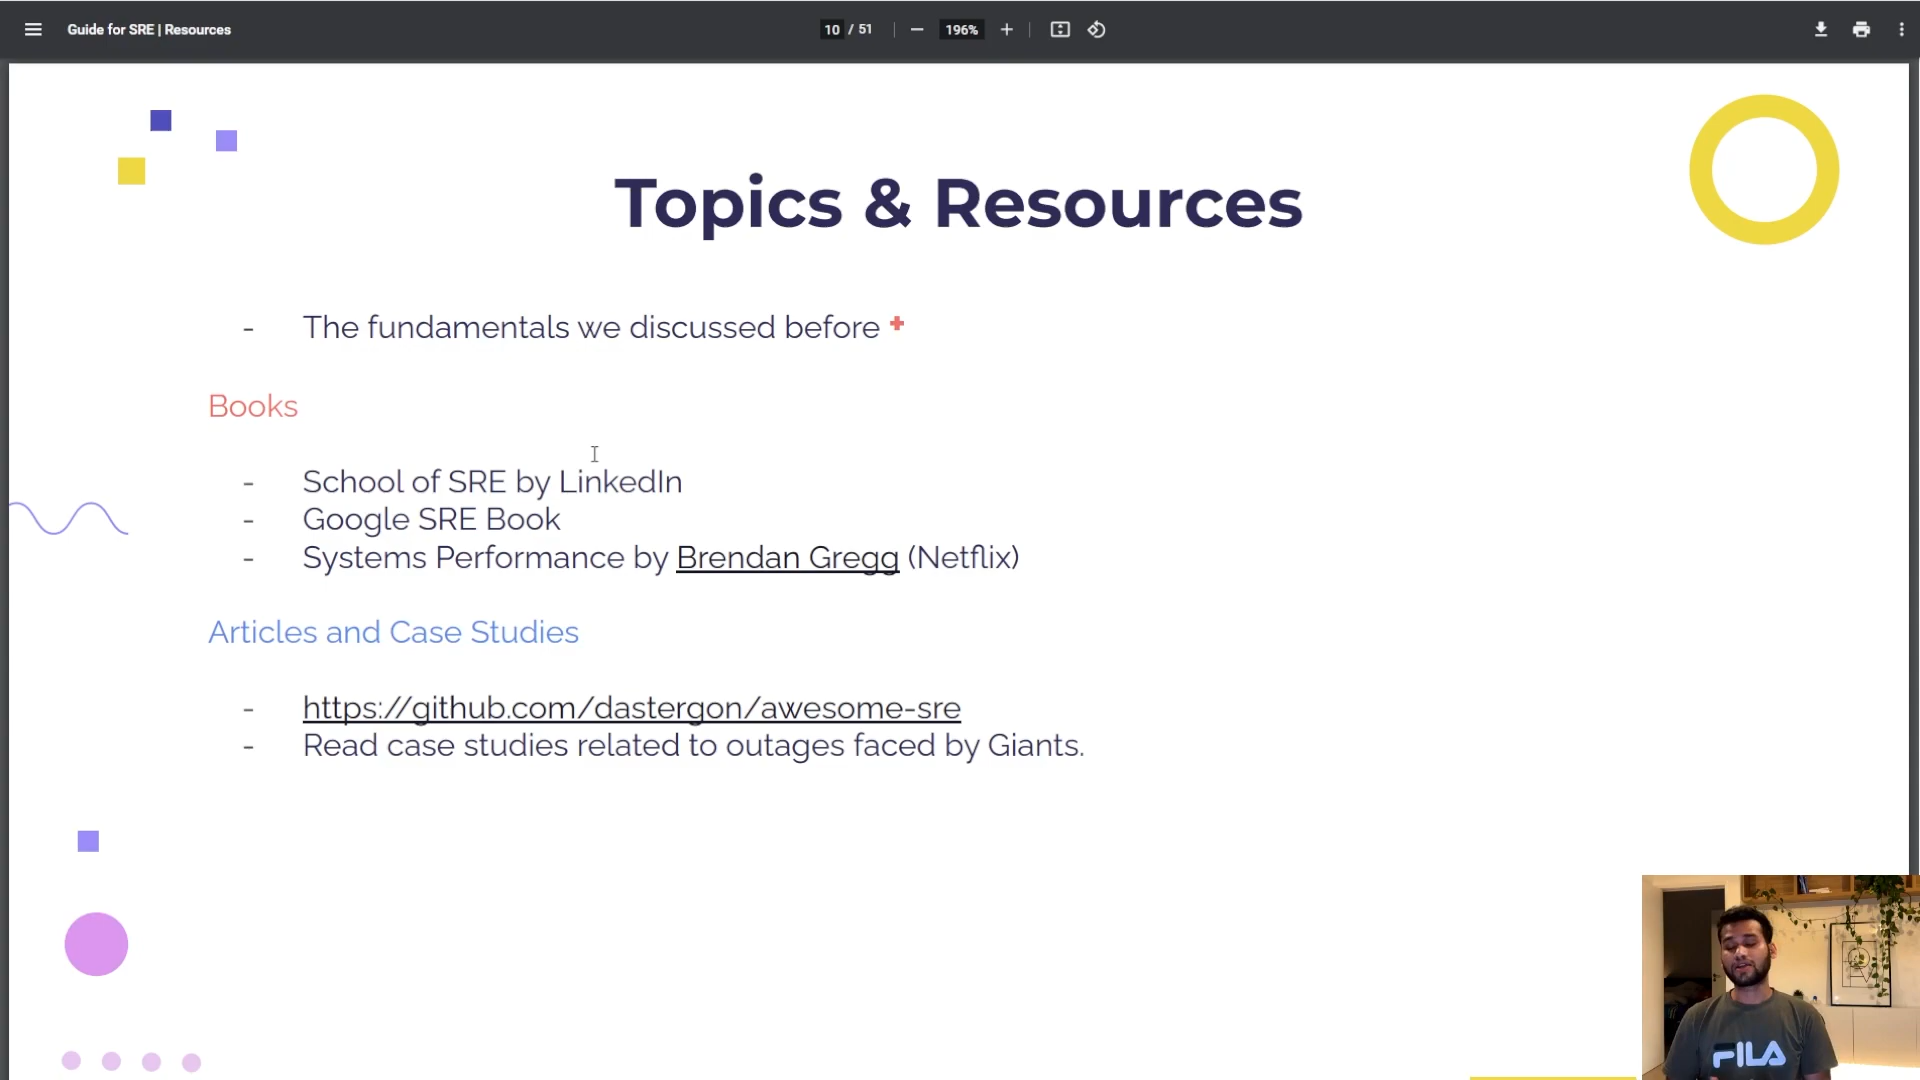 Guide for SRE | Resources
10 / 51
196%
Topics & Resources
- The fundamentals we discussed before +
Books
- School of SRE by LinkedIn
- Google SRE Book
- Systems Performance by Brendan Gregg (Netflix)
Articles and Case Studies
- https://github.com/dastergon/awesome-sre
- Read case studies related to outages faced by Giants.
FILA